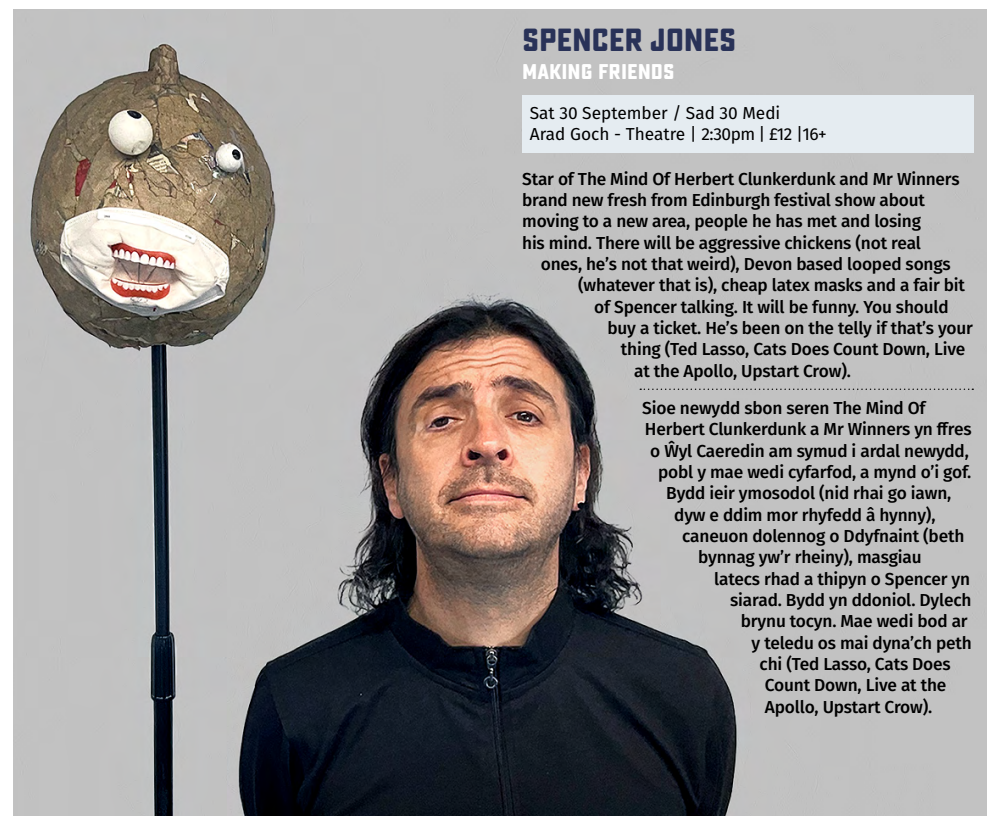 SPENCER JONES
MAKING FRIENDS
Sat 30 September / Sad 30 Medi
Arad Goch - Theatre | 2:30pm | £12 |16+
Star of The Mind Of Herbert Clunkerdunk and Mr Winners
brand new fresh from Edinburgh festival show about
moving to a new area, people he has met and losing
his mind. There will be aggressive chickens (not real
ones, he's not that weird), Devon based looped songs
(whatever that is), cheap latex masks and a fair bit
of Spencer talking. It will be funny. You should
buy a ticket. He's been on the telly if that's your
thing (Ted Lasso, Cats Does Count Down, Live
at the Apollo, Upstart Crow).
Sioe newydd sbon seren The Mind Of
Herbert Clunkerdunk a Mr Winners yn ffres
o Ŵyl Caeredin am symud i ardal newydd,
pobl y mae wedi cyfarfod, a mynd o'i gof.
Bydd ieir ymosodol (nid rhai go iawn,
dyw e ddim mor rhyfedd â hynny),
caneuon dolennog o Ddyfnaint (beth
bynnag yw'r rheiny), masgiau
latecs rhad a thipyn o Spencer yn
siarad. Bydd yn ddoniol. Dylech
brynu tocyn. Mae wedi bod ar
y teledu os mai dyna'ch peth
chi (Ted Lasso, Cats Does
Count Down, Live at the
Apollo, Upstart Crow).